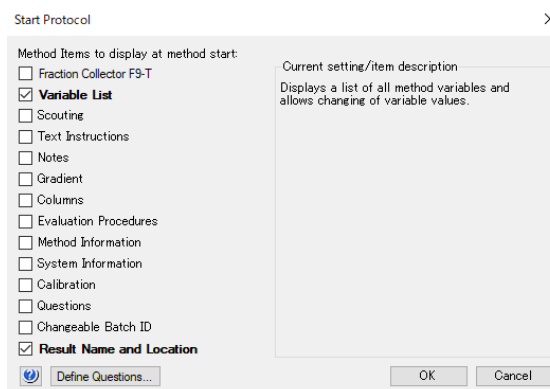 Start Protocol
Method Items to display at method start:
Fraction Collector F9-T
Variable List
Scouting
Text Instructions
Notes
Gradient
Columns
Evaluation Procedures
Method Information
System Information
Calibration
Questions
Changeable Batch ID
Result Name and Location
Current setting/item description
Displays a list of all method variables and
allows changing of variable values.
Define Questions...
OK
Cancel